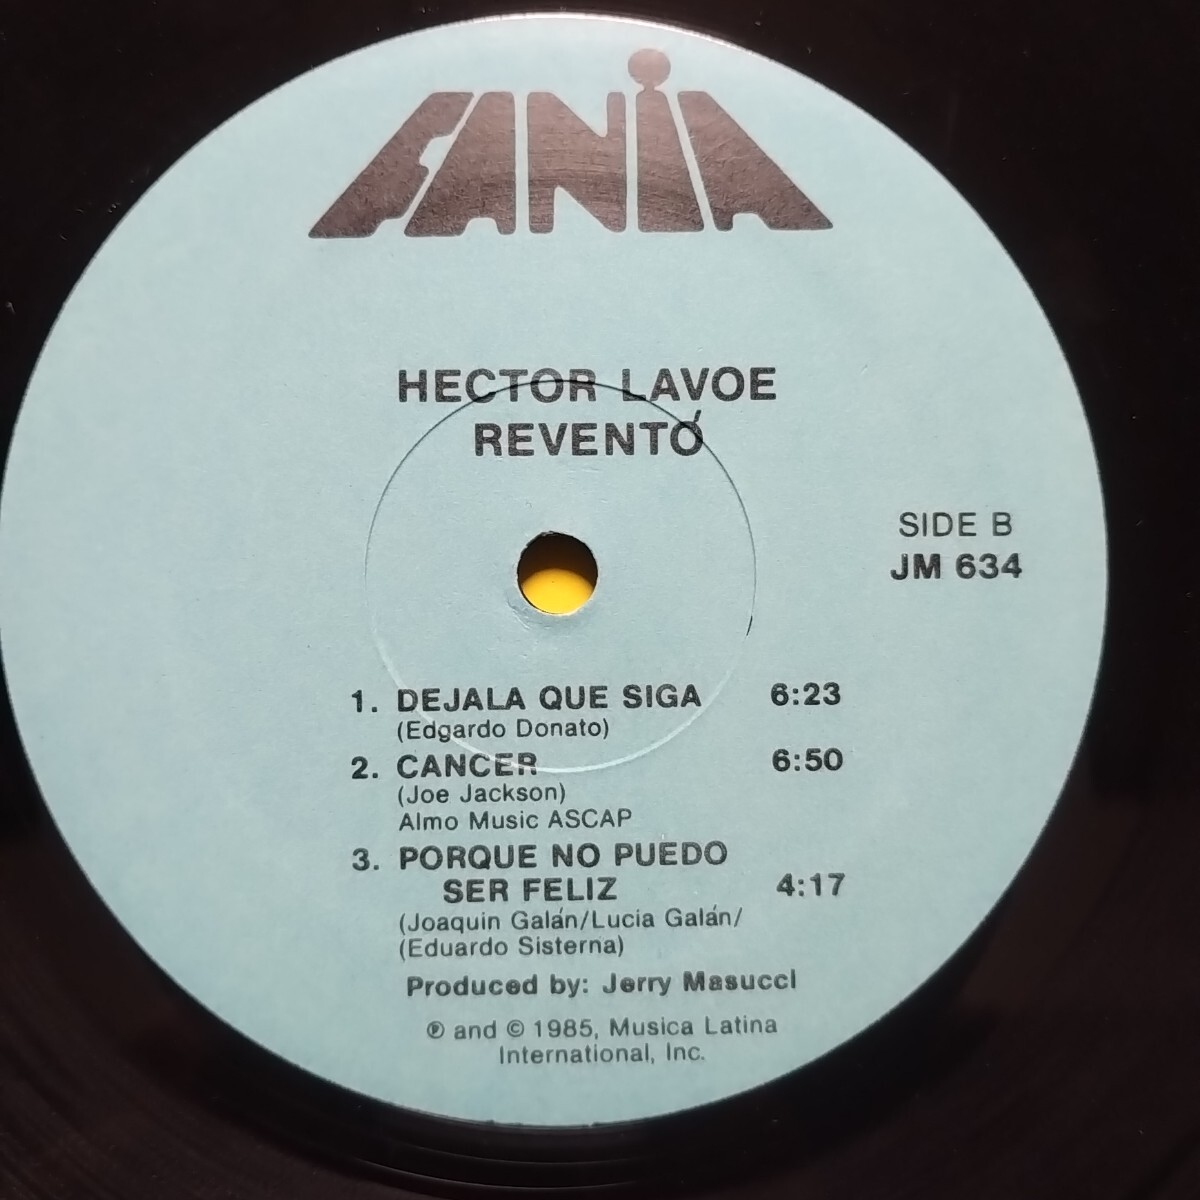 FANIA
HECTOR LAVOE
REVENTÓ
SIDE B
JM 634
1. DEJALA QUE SIGA 6:23
(Edgardo Donato)
2. CANCER 6:50
(Joe Jackson)
Almo Music ASCAP
3. PORQUE NO PUEDO
SER FELIZ 4:17
(Joaquin Galán/Lucia Galán/
(Eduardo Sisterna)
Produced by: Jerry Masucci
℗ and © 1985, Musica Latina
International, Inc.